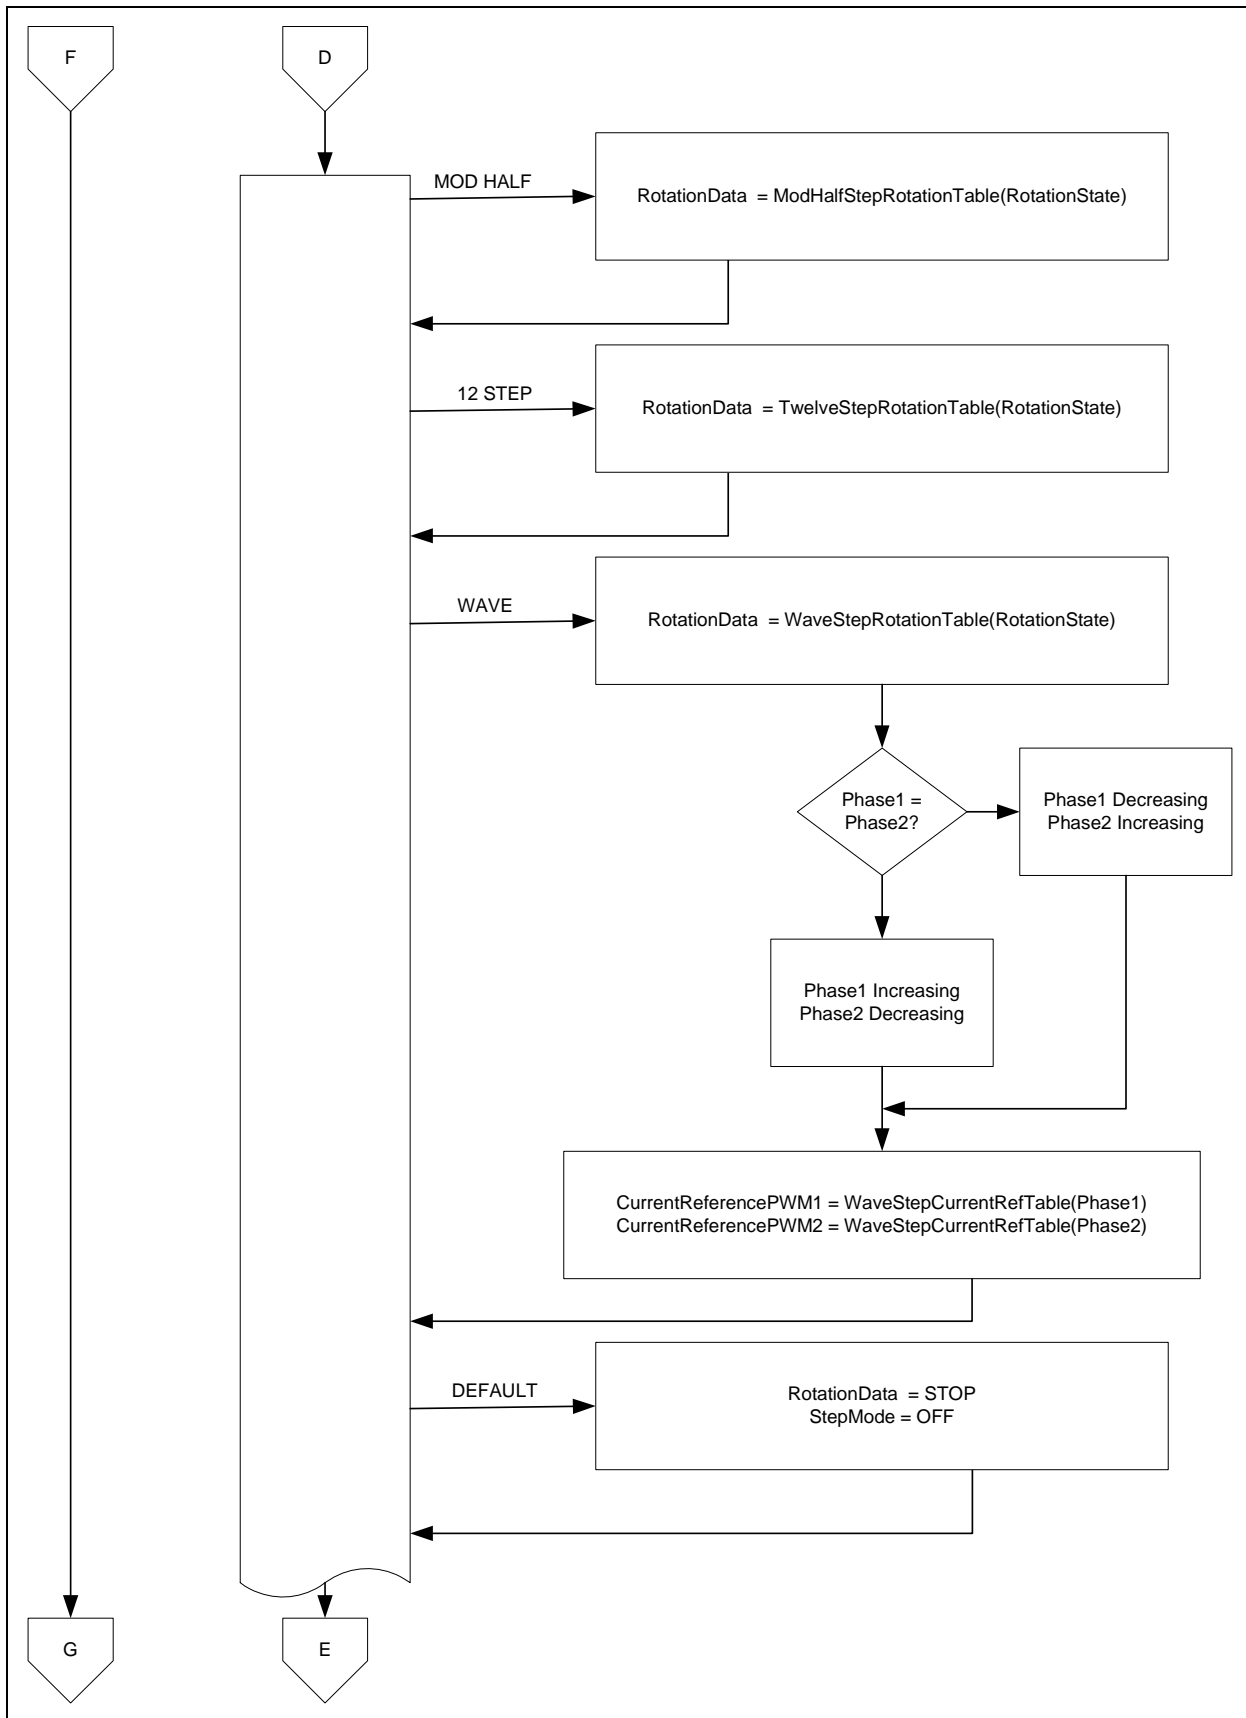 F
D
MOD HALF
RotationData = ModHalfStepRotationTable(RotationState)
12 STEP
RotationData = TwelveStepRotationTable(RotationState)
WAVE
RotationData = WaveStepRotationTable(RotationState)
Phase1 =
Phase2?
Phase1 Decreasing
Phase2 Increasing
Phase1 Increasing
Phase2 Decreasing
CurrentReferencePWM1 = WaveStepCurrentRefTable(Phase1)
CurrentReferencePWM2 = WaveStepCurrentRefTable(Phase2)
DEFAULT
RotationData = STOP
StepMode = OFF
G
E